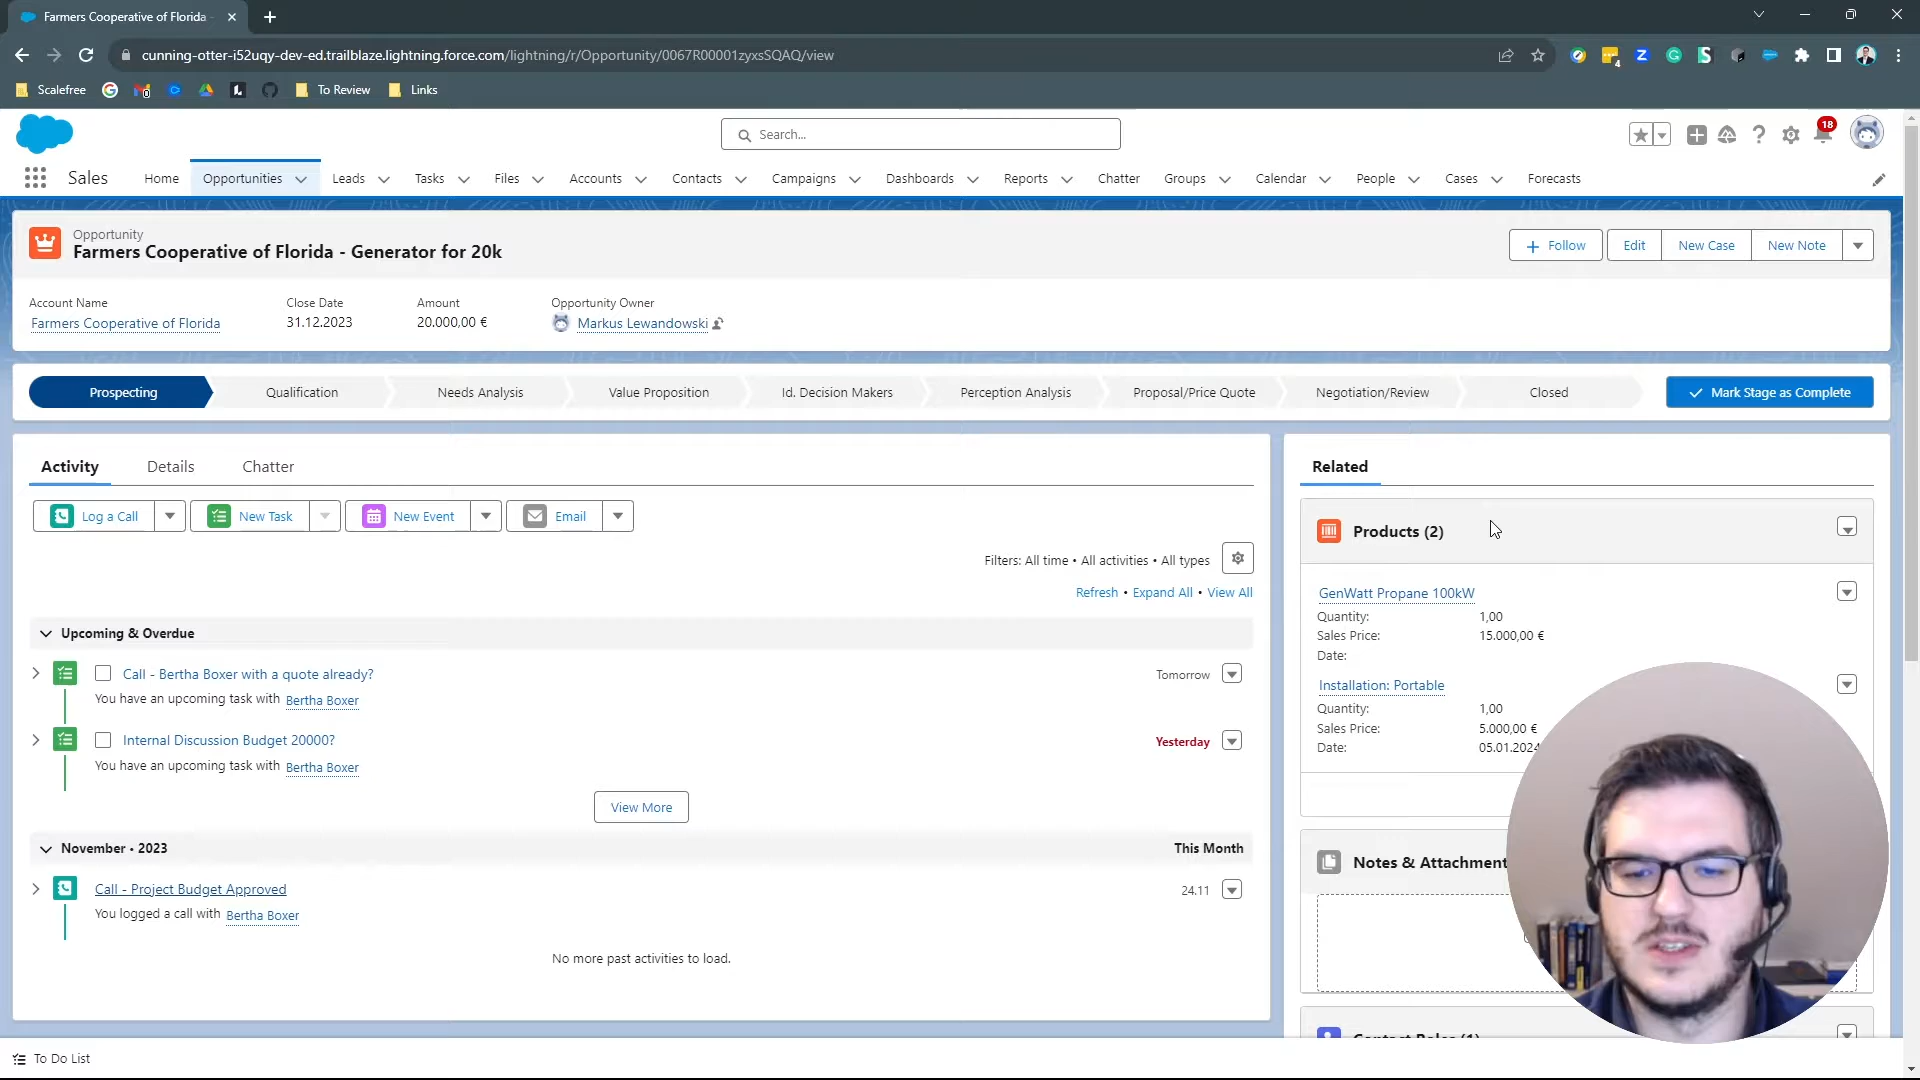 Farmers Cooperative of Florida
cunning-otter-i52uqy-dev-ed.trailblaze.lightning.force.com/lightning/r/Opportunity/0067R00001zyxsSQAQ/view
Scalefree To Review Links
Search...
18
Sales Home Opportunities Leads Tasks Files Accounts Contacts Campaigns Dashboards Reports Chatter Groups Calendar People Cases Forecasts
Opportunity
Farmers Cooperative of Florida - Generator for 20k
Follow Edit New Case New Note
Account Name Close Date Amount Opportunity Owner
Farmers Cooperative of Florida 31.12.2023 20.000,00 € Markus Lewandowski
Prospecting Qualification Needs Analysis Value Proposition Id. Decision Makers Perception Analysis Proposal/Price Quote Negotiation/Review Closed Mark Stage as Complete
Activity Details Chatter
Log a Call New Task New Event Email
Filters: All time • All activities • All types
Refresh • Expand All • View All
Upcoming & Overdue
Call - Bertha Boxer with a quote already? Tomorrow
You have an upcoming task with Bertha Boxer
Internal Discussion Budget 20000? Yesterday
You have an upcoming task with Bertha Boxer
View More
November • 2023 This Month
Call - Project Budget Approved 24.11
You logged a call with Bertha Boxer
No more past activities to load.
Related
Products (2)
GenWatt Propane 100kW
Quantity: 1,00
Sales Price: 15.000,00 €
Date:
Installation: Portable
Quantity: 1,00
Sales Price: 5.000,00 €
Date: 05.01.2024
Notes & Attachment
Contact Roles (1)
To Do List